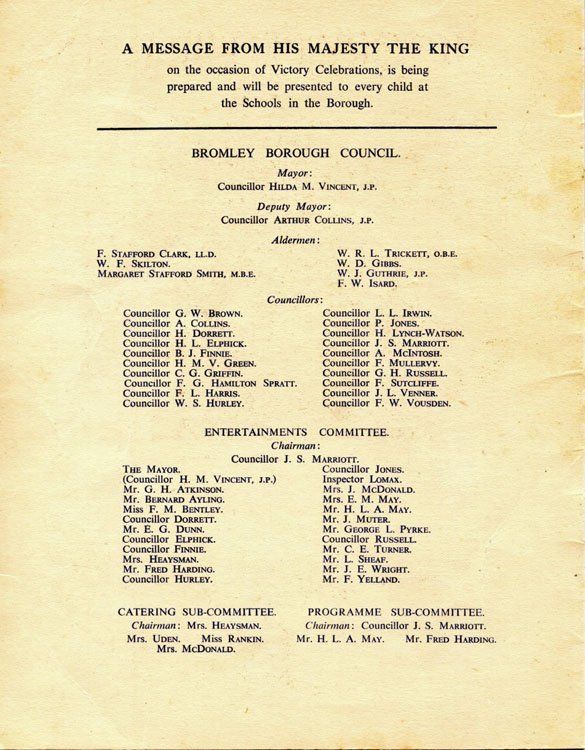 A MESSAGE FROM HIS MAJESTY THE KING
on the occasion of Victory Celebrations, is being
prepared and will be presented to every child at
the Schools in the Borough.
BROMLEY BOROUGH COUNCIL.
Mayor:
Councillor HILDA M. VINCENT, J.P.
Deputy Mayor:
Councillor ARTHUR COLLINS, J.P.
Aldermen:
F. STAFFORD CLARK, LL.D.
W. F. SKILTON.
MARGARET STAFFORD SMITH, M.B.E.
W. R. L. TRICKETT, O.B.E.
W. D. GIBBS.
W. J. GUTHRIE, J.P.
F. W. ISARD.
Councillors:
Councillor G. W. BROWN.
Councillor A. COLLINS.
Councillor H. DORRETT.
Councillor H. L. ELPHICK.
Councillor B. J. FINNIE.
Councillor H. M. V. GREEN.
Councillor C. G. GRIFFIN.
Councillor F. G. HAMILTON SPRATT.
Councillor F. L. HARRIS.
Councillor W. S. HURLEY.
Councillor L. L. IRWIN.
Councillor P. JONES.
Councillor H. LYNCH-WATSON.
Councillor J. S. MARRIOTT.
Councillor A. MCINTOSH.
Councillor F. MULLERVY.
Councillor G. H. RUSSELL.
Councillor F. SUTCLIFFE.
Councillor J. L. VENNER.
Councillor F. W. VOUSDEN.
ENTERTAINMENTS COMMITTEE.
Chairman:
Councillor J. S. MARRIOTT.
THE MAYOR.
(Councillor H. M. VINCENT, J.P.)
Mr. G. H. ATKINSON.
Mr. BERNARD AYLING.
Miss F. M. BENTLEY.
Councillor DORRETT.
Mr. E. G. DUNN.
Councillor ELPHICK.
Councillor FINNIE.
Mrs. HEAYSMAN.
Mr. FRED HARDING.
Councillor HURLEY.
Councillor JONES.
Inspector LOMAX.
Mrs. J. MCDONALD.
Mrs. E. M. MAY.
Mr. H. L. A. MAY.
Mr. J. MUTER.
Mr. GEORGE L. PYRKE.
Councillor RUSSELL.
Mr. C. E. TURNER.
Mr. L. SHEAF.
Mr. J. E. WRIGHT.
Mr. F. YELLAND.
CATERING SUB-COMMITTEE.
Chairman: Mrs. HEAYSMAN.
Mrs. UDEN. Miss RANKIN.
Mrs. MCDONALD.
PROGRAMME SUB-COMMITTEE.
Chairman: Councillor J. S. MARRIOTT.
Mr. H. L. A. MAY. Mr. FRED HARDING.